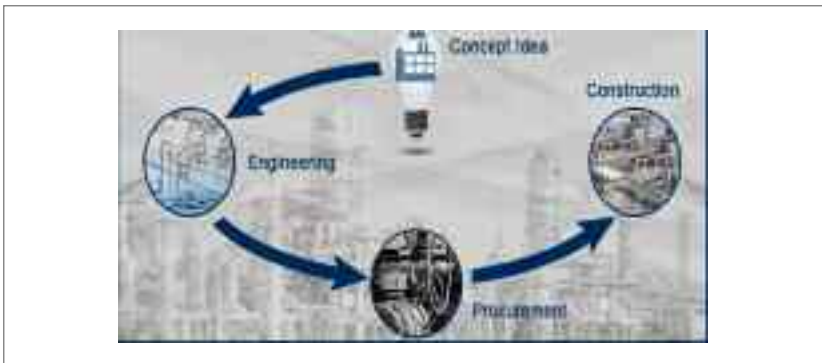 Concept Idea
Construction
Engineering
Procurement